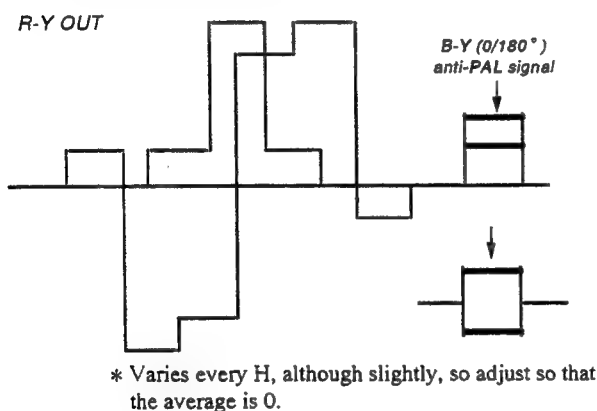 R-Y OUT
B-Y (0/180°)
anti-PAL signal
* Varies every H, although slightly, so adjust so that
the average is 0.